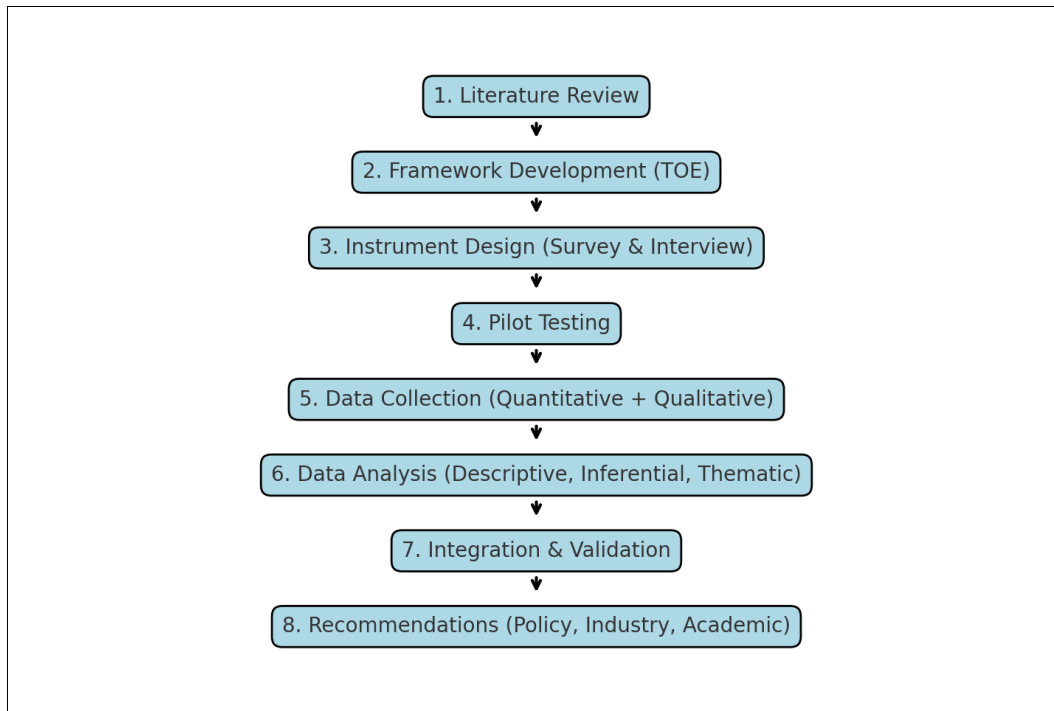 1. Literature Review
2. Framework Development (TOE)
3. Instrument Design (Survey & Interview)
4. Pilot Testing
5. Data Collection (Quantitative + Qualitative)
6. Data Analysis (Descriptive, Inferential, Thematic)
7. Integration & Validation
8. Recommendations (Policy, Industry, Academic)